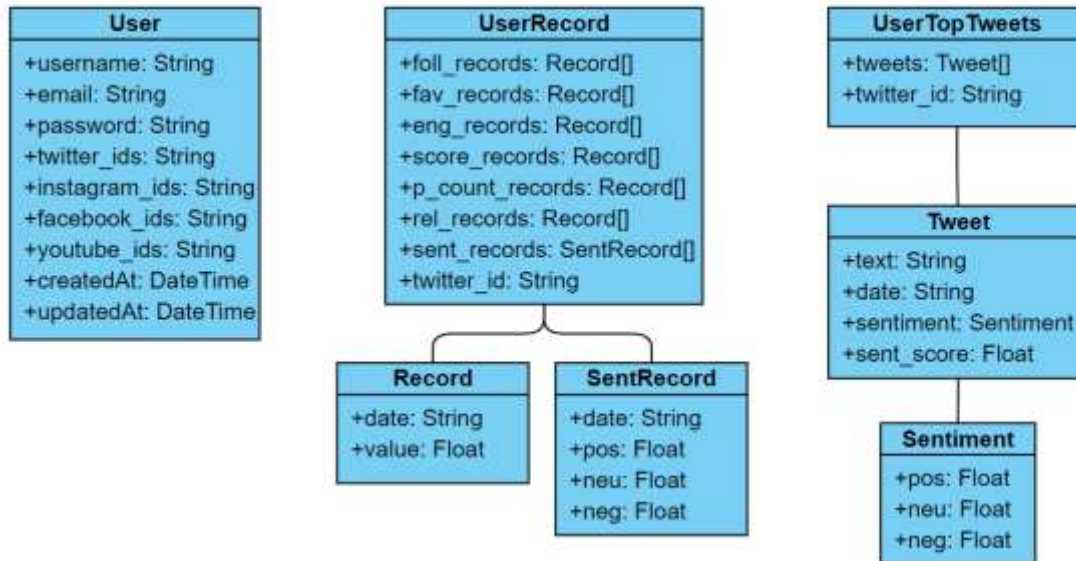 User
+username: String
+email: String
+password: String
+twitter_ids: String
+instagram_ids: String
+facebook_ids: String
+youtube_ids: String
+createdAt: DateTime
+updatedAt: DateTime
UserRecord
+foll_records: Record[]
+fav_records: Record[]
+eng_records: Record[]
+score_records: Record[]
+p_count_records: Record[]
+rel_records: Record[]
+sent_records: SentRecord[]
+twitter_id: String
Record
+date: String
+value: Float
SentRecord
+date: String
+pos: Float
+neu: Float
+neg: Float
UserTopTweets
+tweets: Tweet[]
+twitter_id: String
Tweet
+text: String
+date: String
+sentiment: Sentiment
+sent_score: Float
Sentiment
+pos: Float
+neu: Float
+neg: Float